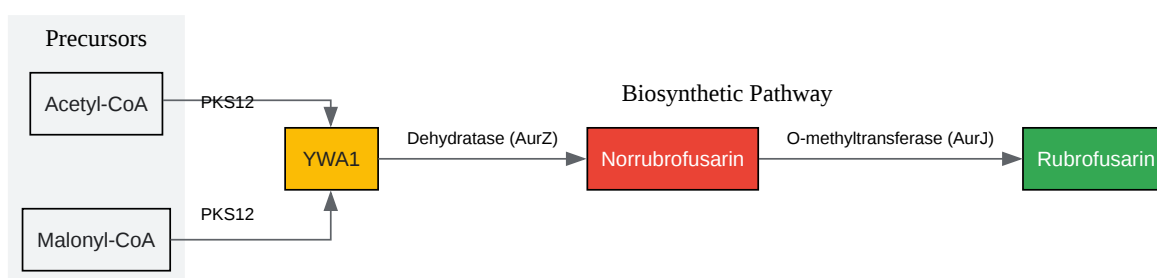 Precursors
Acetyl-CoA
PKS12
Biosynthetic Pathway
YWA1
Dehydratase (AurZ)
Norrubrofusarin
O-methyltransferase (AurJ)
Rubrofusarin
PKS12
Malonyl-CoA